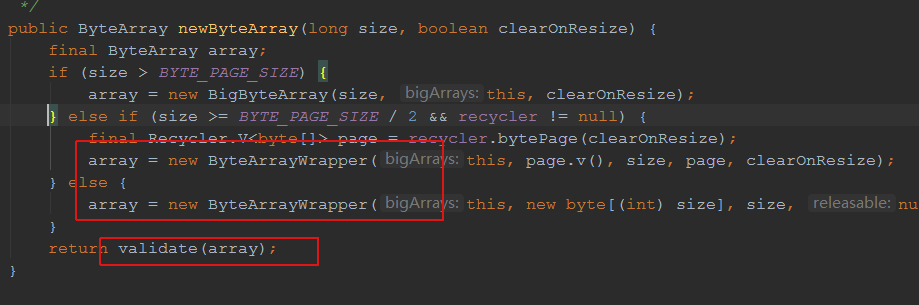 */
public ByteArray newByteArray(long size, boolean clearOnResize) {
final ByteArray array;
if (size > BYTE_PAGE_SIZE) {
array = new BigByteArray(size, bigArrays: this, clearOnResize);
} else if (size >= BYTE_PAGE_SIZE / 2 && recycler != null) {
final Recycler.V<byte[]> page = recycler.bytePage(clearOnResize);
array = new ByteArrayWrapper( bigArrays: this, page.v(), size, page, clearOnResize);
} else {
array = new ByteArrayWrapper( bigArrays: this, new byte[(int) size], size, releasable: nu
}
return validate(array);
}